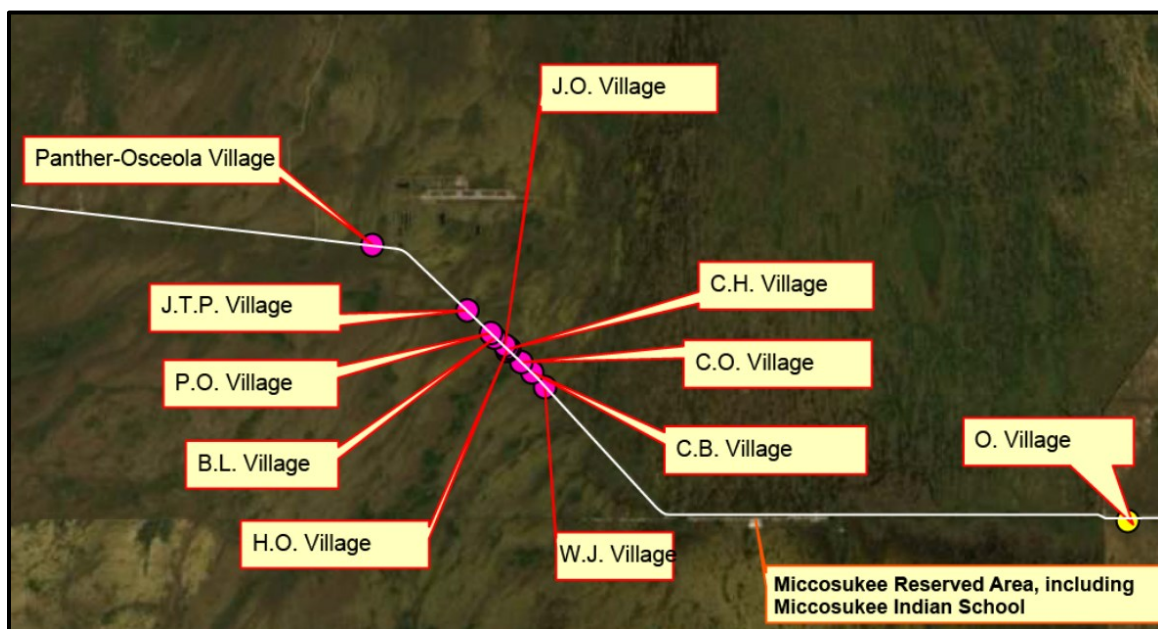 J.O. Village
Panther-Osceola Village
C.H. Village
J.T.P. Village
C.O. Village
P.O. Village
O. Village
C.B. Village
B.L. Village
H.O. Village
W.J. Village
Miccosukee Reserved Area, including
Miccosukee Indian School